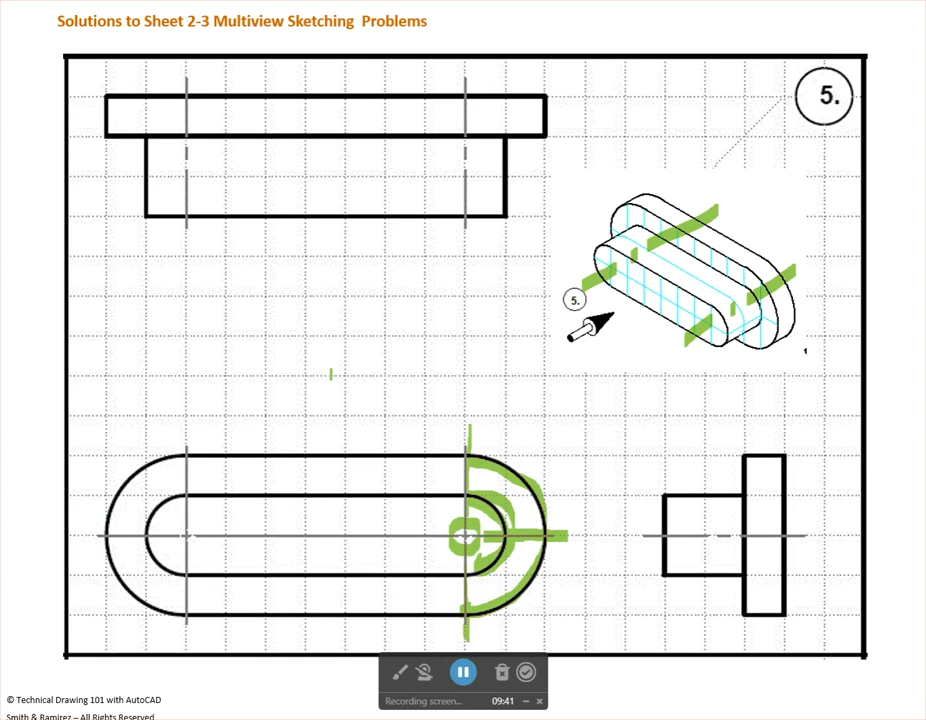 Solutions to Sheet 2-3 Multiview Sketching Problems
5.
5.
Recording screen... 09:41
© Technical Drawing 101 with AutoCAD
Smith & Ramirez – All Rights Reserved